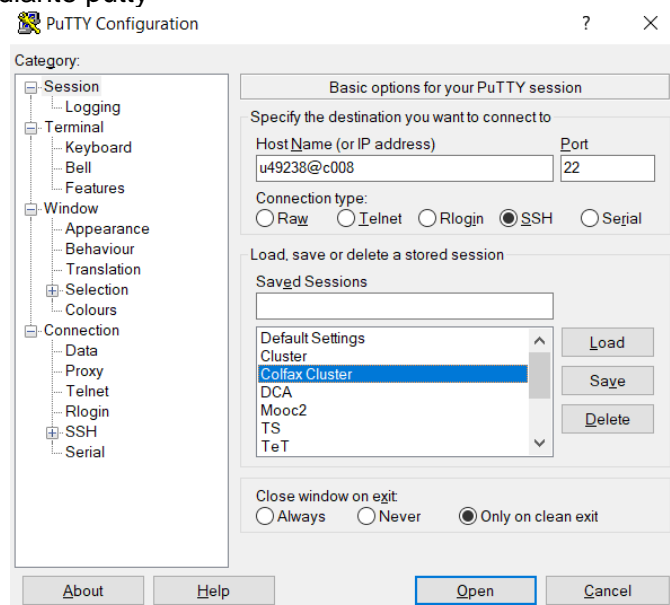 PuTTY Configuration ? ×
Category:
Session
Logging
Terminal
Keyboard
Bell
Features
Window
Appearance
Behaviour
Translation
Selection
Colours
Connection
Data
Proxy
Telnet
Rlogin
SSH
Serial
Basic options for your PuTTY session
Specify the destination you want to connect to
Host Name (or IP address) Port
u49238@c008 22
Connection type:
Raw Telnet Rlogin SSH Serial
Load, save or delete a stored session
Saved Sessions
Default Settings
Cluster
Colfax Cluster
DCA
Mooc2
TS
TeT
Load
Save
Delete
Close window on exit:
Always Never Only on clean exit
About Help Open Cancel